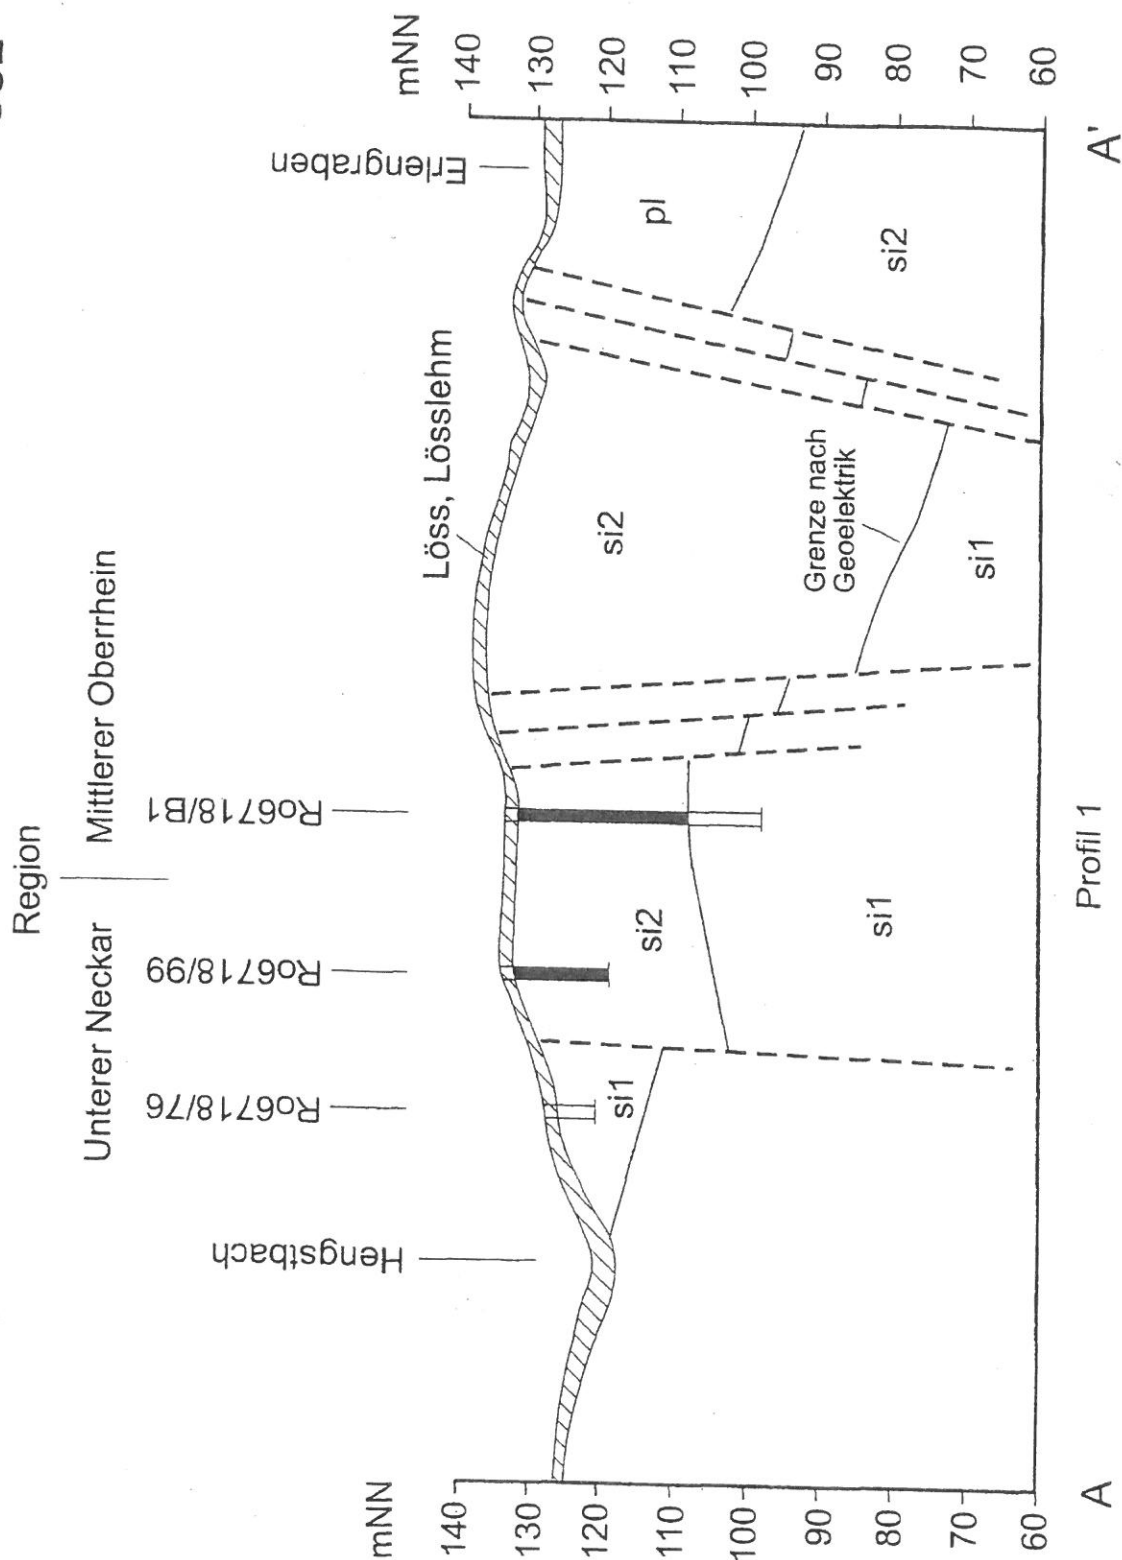 Region
Unterer Neckar
Mittlerer Oberrhein
Ro6718/76
Ro6718/99
Ro6718/B1
Hengstbach
Erlengraben
Löss, Lösslehm
mNN
140
130
120
110
100
90
80
70
60
mNN
140
130
120
110
100
90
80
70
60
si1
si2
si2
pl
Grenze nach
Geoelektrik
si1
si1
si2
A
Profil 1
A'